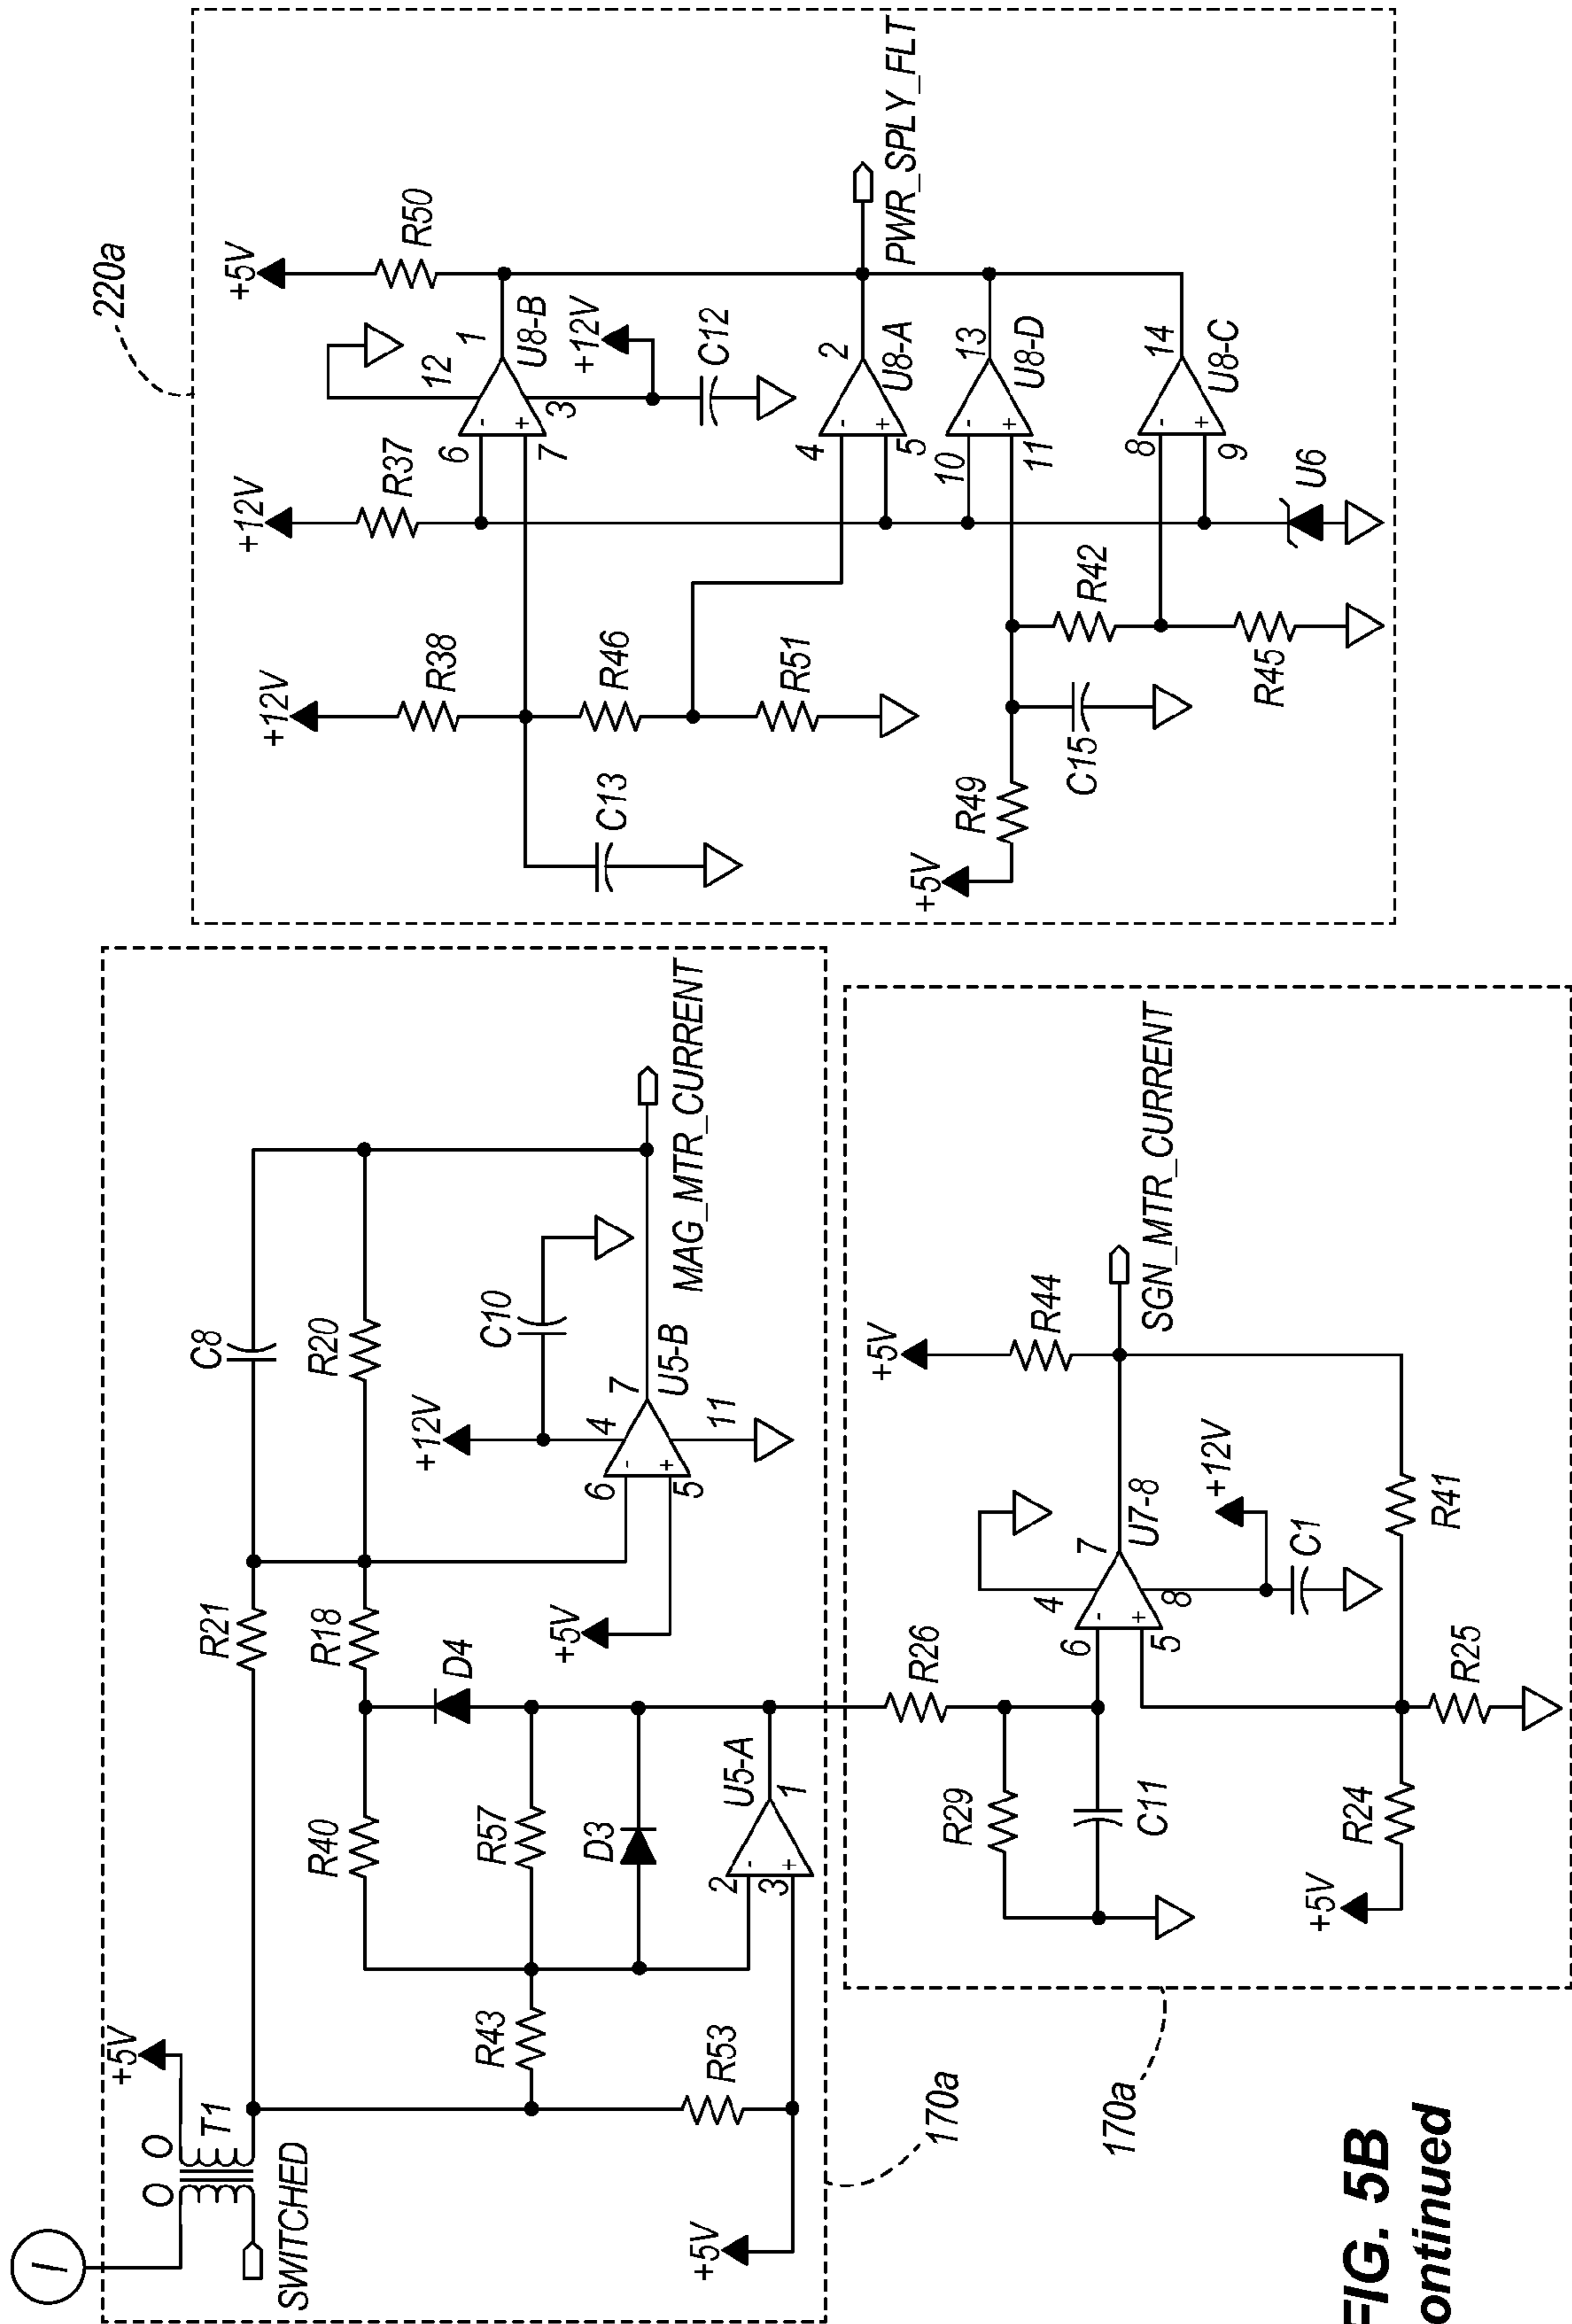 I
SWITCHED
O O
T1
+5V
R21
C8
R40
R18
R20
D4
R43
R57
D3
U5-A
2
-
3
+
1
R53
+5V
+5V
+12V
C10
6
-
5
+
4
7
11
U5-B
MAG_MTR_CURRENT
170a
R26
R29
C11
6
-
5
+
4
7
8
U7-8
+12V
C1
+5V
R44
SGN_MTR_CURRENT
R41
+5V
R24
R25
170a
220a
+12V
R38
C13
R46
R51
+12V
R37
6
-
7
+
12
1
3
U8-B
+12V
C12
+5V
R50
4
-
5
+
2
U8-A
PWR_SPLY_FLT
10
-
11
+
13
U8-D
8
-
9
+
14
U8-C
+5V
R49
C15
R42
R45
U6
FIG. 5B
ontinued